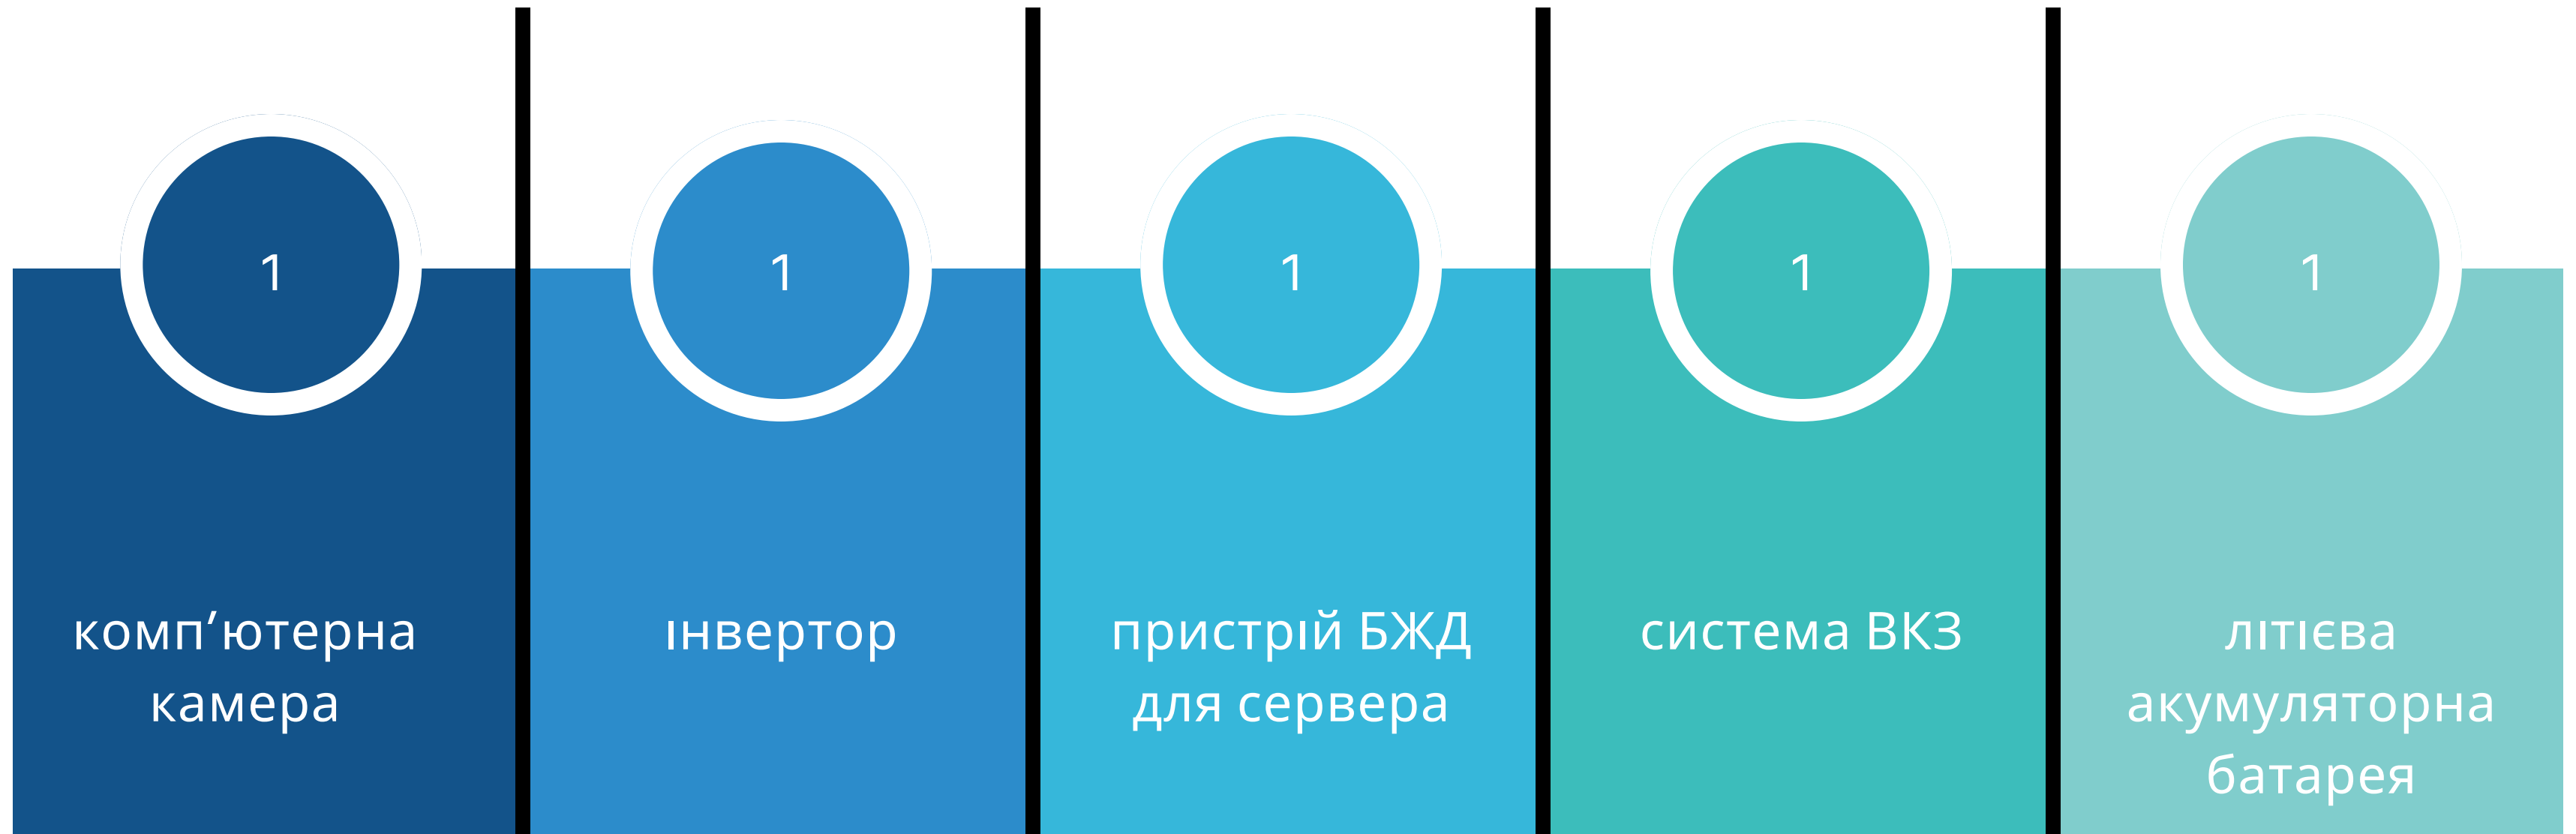 1
комп’ютерна
камера
1
інвертор
1
пристрій БЖД
для сервера
1
система ВКЗ
1
літієва
акумуляторна
батарея